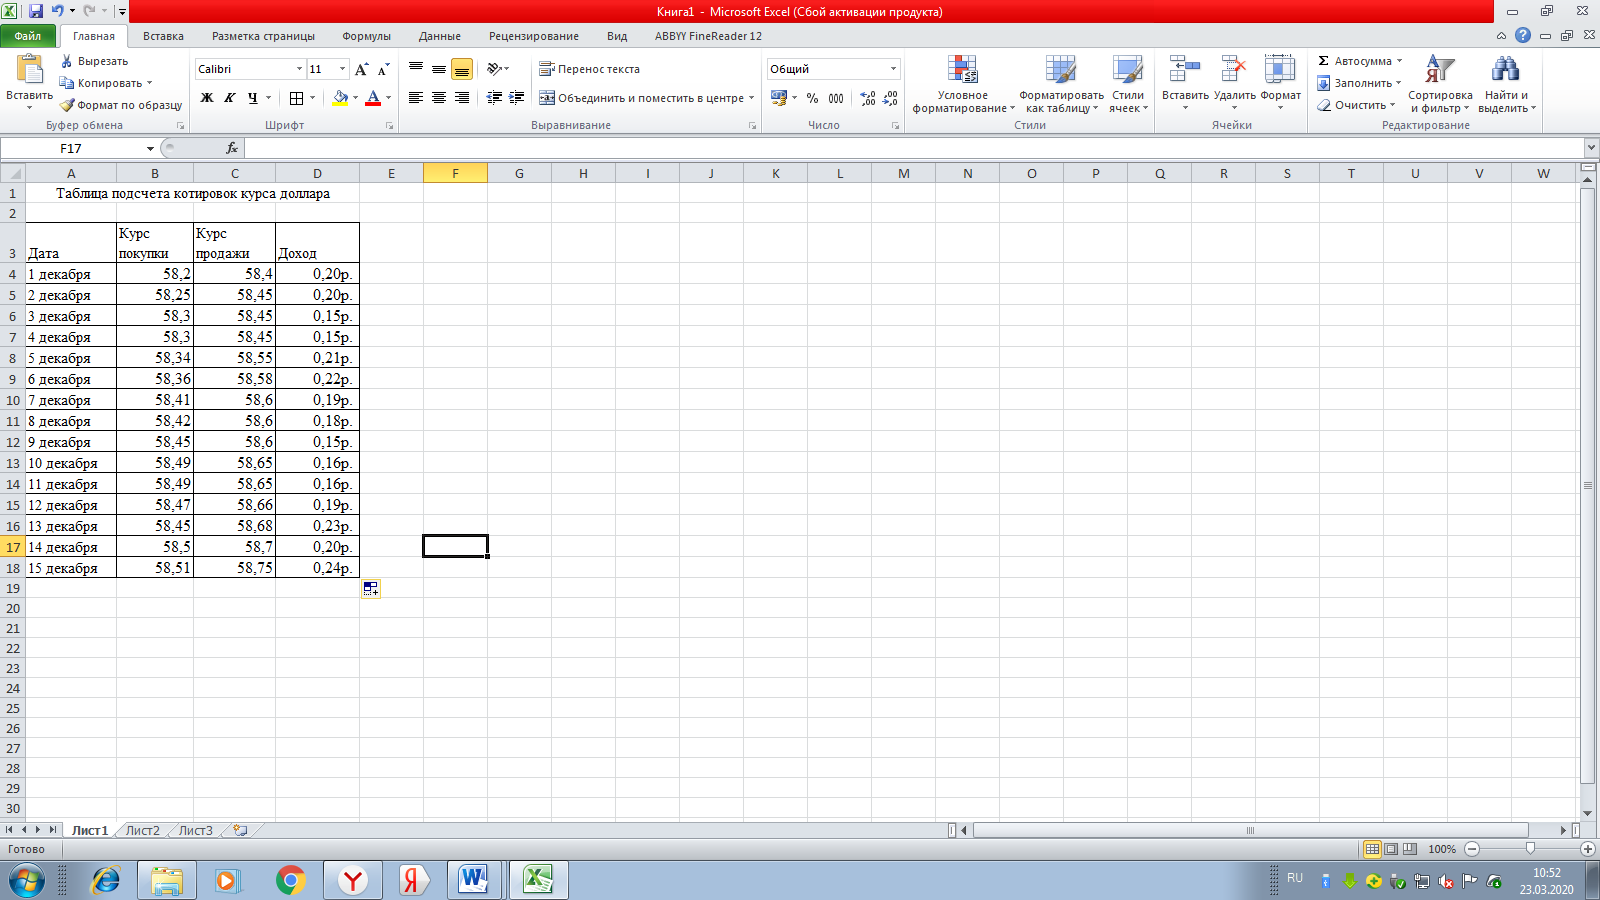 Книга1 - Microsoft Excel (Сбой активации продукта)
Файл Главная Вставка Разметка страницы Формулы Данные Рецензирование Вид ABBYY FineReader 12
Вставить
Вырезать
Копировать
Формат по образцу
Буфер обмена
Calibri 11
Ж К Ч
Шрифт
Перенос текста
Объединить и поместить в центре
Выравнивание
Общий
% 000
Число
Условное форматирование
Форматировать как таблицу
Стили ячеек
Стили
Вставить Удалить Формат
Ячейки
Σ Автосумма
Заполнить
Очистить
Сортировка и фильтр
Найти и выделить
Редактирование
F17 fx
A B C D E F G H I J K L M N O P Q R S T U V W
1 Таблица подсчета котировок курса доллара
2
3 Дата Курс покупки Курс продажи Доход
4 1 декабря 58,2 58,4 0,20р.
5 2 декабря 58,25 58,45 0,20р.
6 3 декабря 58,3 58,45 0,15р.
7 4 декабря 58,3 58,45 0,15р.
8 5 декабря 58,34 58,55 0,21р.
9 6 декабря 58,36 58,58 0,22р.
10 7 декабря 58,41 58,6 0,19р.
11 8 декабря 58,42 58,6 0,18р.
12 9 декабря 58,45 58,6 0,15р.
13 10 декабря 58,49 58,65 0,16р.
14 11 декабря 58,49 58,65 0,16р.
15 12 декабря 58,47 58,66 0,19р.
16 13 декабря 58,45 58,68 0,23р.
17 14 декабря 58,5 58,7 0,20р.
18 15 декабря 58,51 58,75 0,24р.
19
20
21
22
23
24
25
26
27
28
29
30
Лист1 Лист2 Лист3
Готово 100%
RU 10:52
23.03.2020